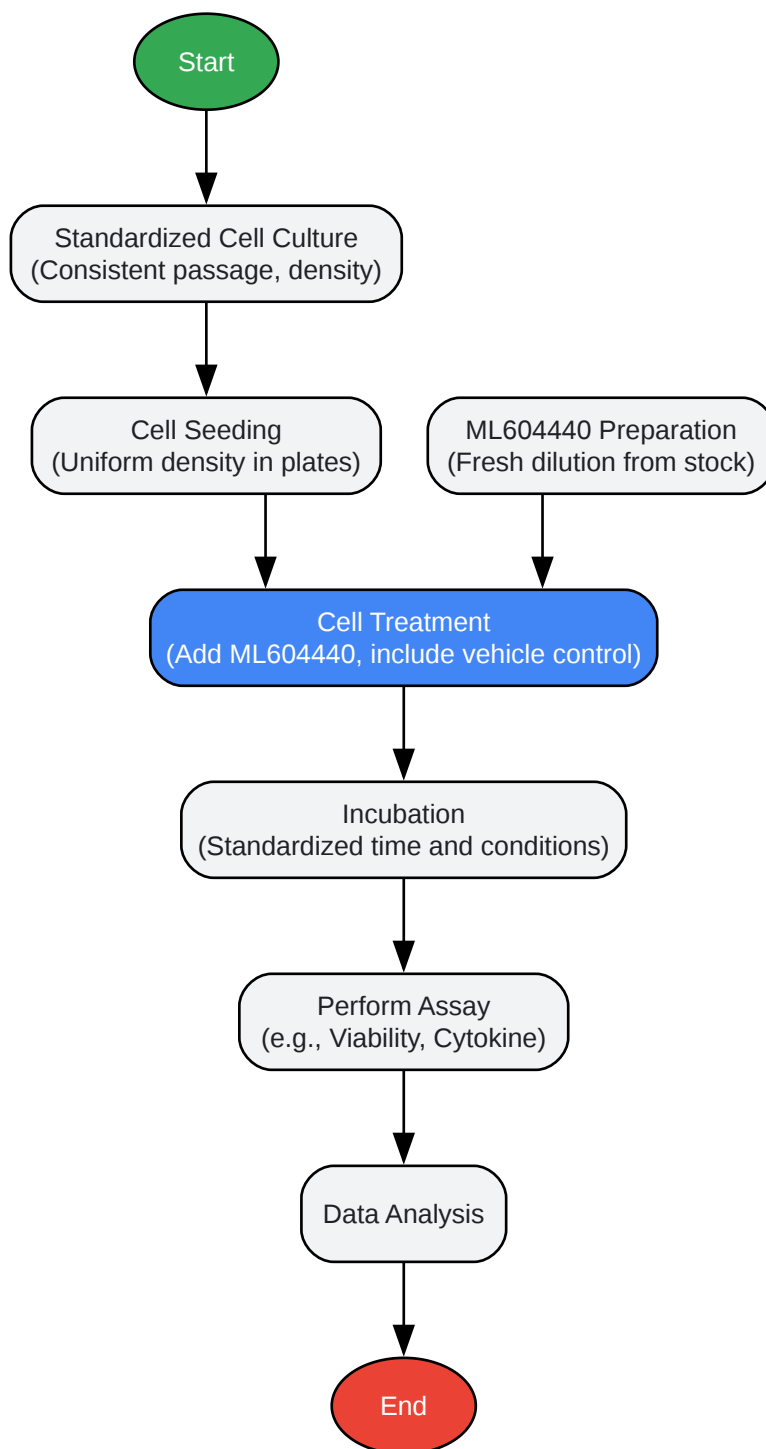 Start
Standardized Cell Culture
(Consistent passage, density)
Cell Seeding
(Uniform density in plates)
ML604440 Preparation
(Fresh dilution from stock)
Cell Treatment
(Add ML604440, include vehicle control)
Incubation
(Standardized time and conditions)
Perform Assay
(e.g., Viability, Cytokine)
Data Analysis
End